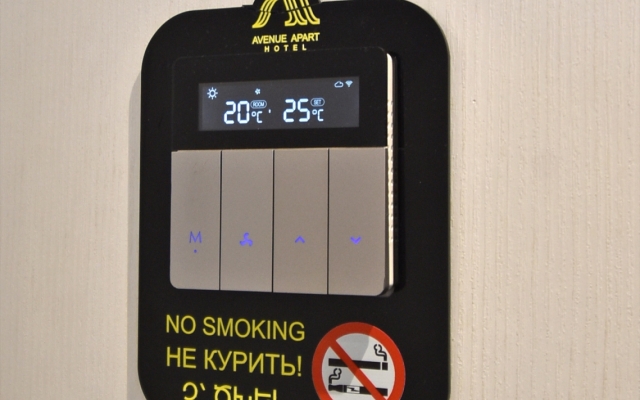 AVENUE APART
HOTEL
20 ROOM °C 25 SET °C
M
NO SMOKING
НЕ КУРИТЬ!